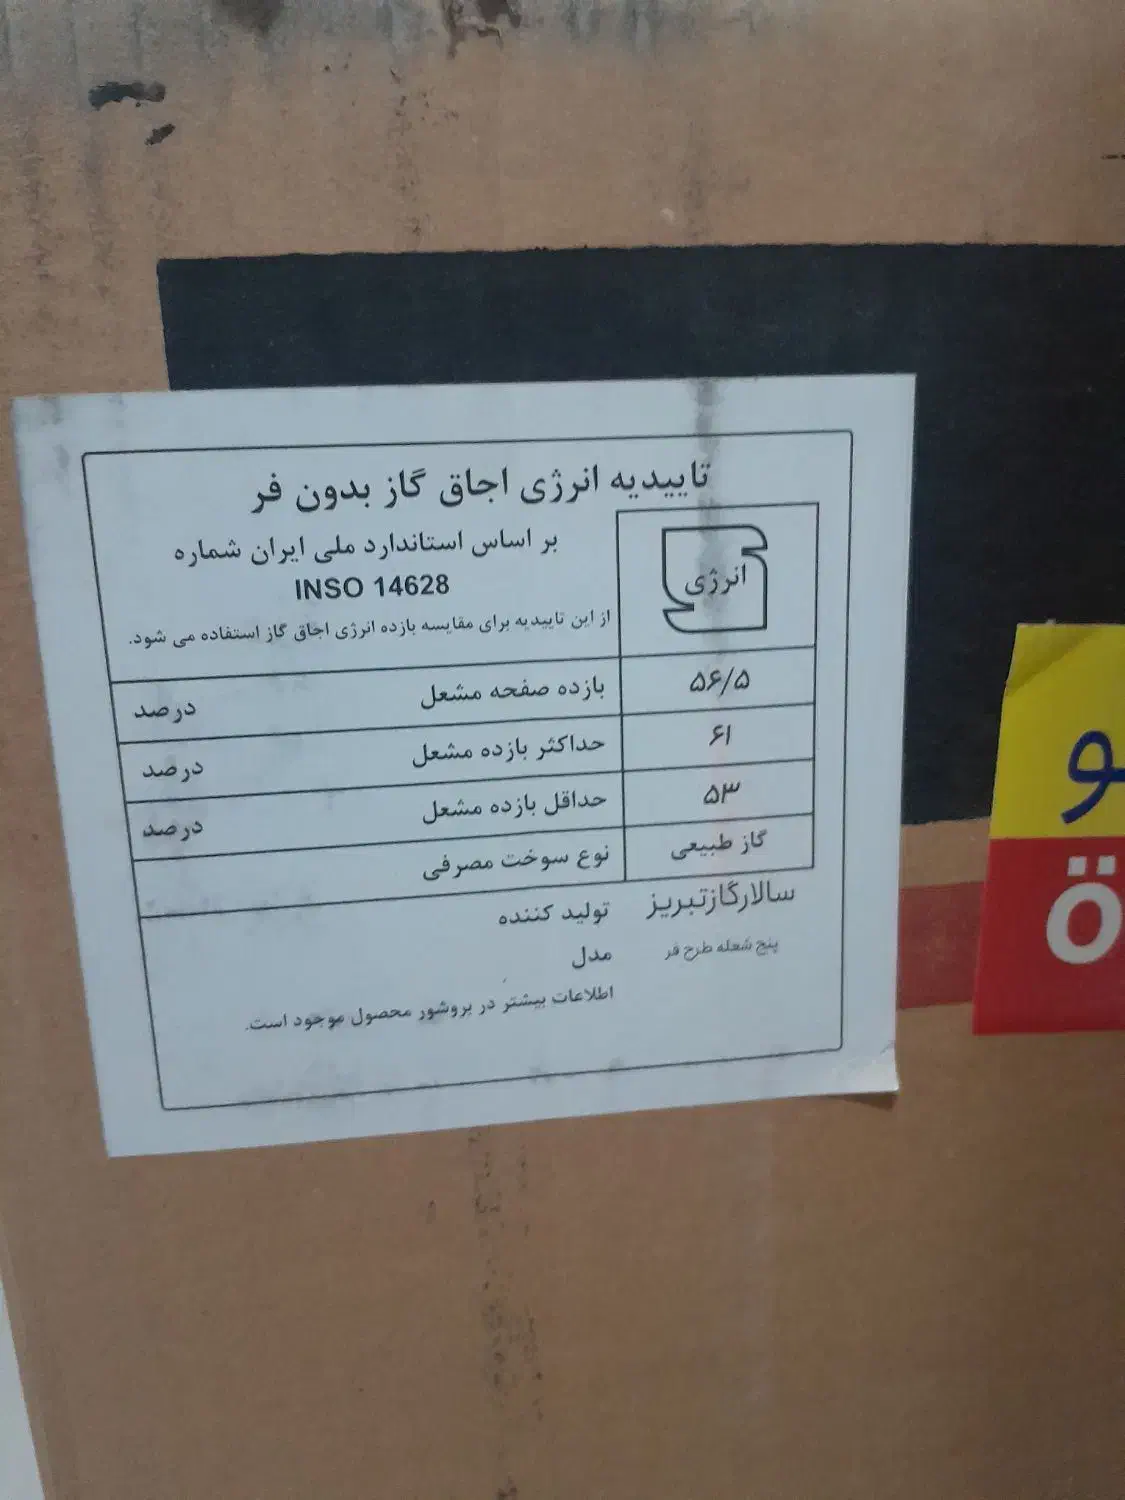 تاییدیه انرژی اجاق گاز بدون فر
انرژی
بر اساس استاندارد ملی ایران شماره
INSO 14628
از این تاییدیه برای مقایسه بازده انرژی اجاق گاز استفاده می شود.
۵۶/۵ بازده صفحه مشعل درصد
۶۱ حداکثر بازده مشعل درصد
۵۳ حداقل بازده مشعل درصد
گاز طبیعی نوع سوخت مصرفی
سالارگازتبریز تولید کننده
پنج شعله طرح فر مدل
اطلاعات بیشتر در بروشور محصول موجود است.